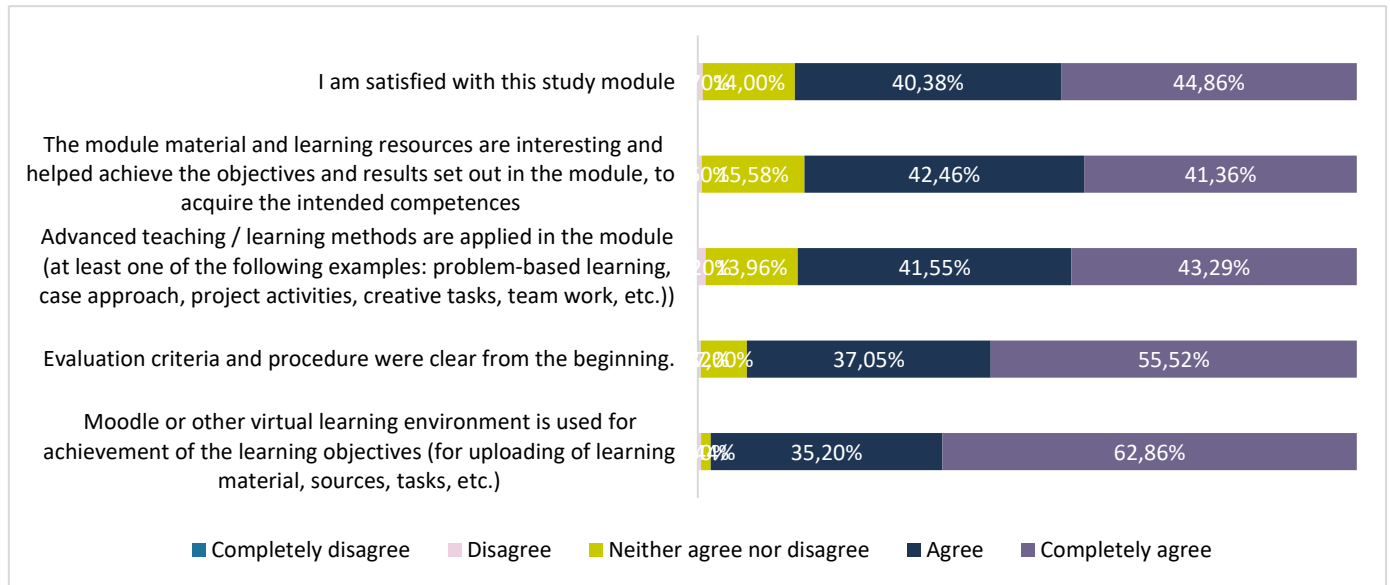 I am satisfied with this study module
14,00%
40,38%
44,86%
The module material and learning resources are interesting and
helped achieve the objectives and results set out in the module, to
acquire the intended competences
15,58%
42,46%
41,36%
Advanced teaching / learning methods are applied in the module
(at least one of the following examples: problem-based learning,
case approach, project activities, creative tasks, team work, etc.))
13,96%
41,55%
43,29%
Evaluation criteria and procedure were clear from the beginning.
37,05%
55,52%
Moodle or other virtual learning environment is used for
achievement of the learning objectives (for uploading of learning
material, sources, tasks, etc.)
35,20%
62,86%
Completely disagree
Disagree
Neither agree nor disagree
Agree
Completely agree